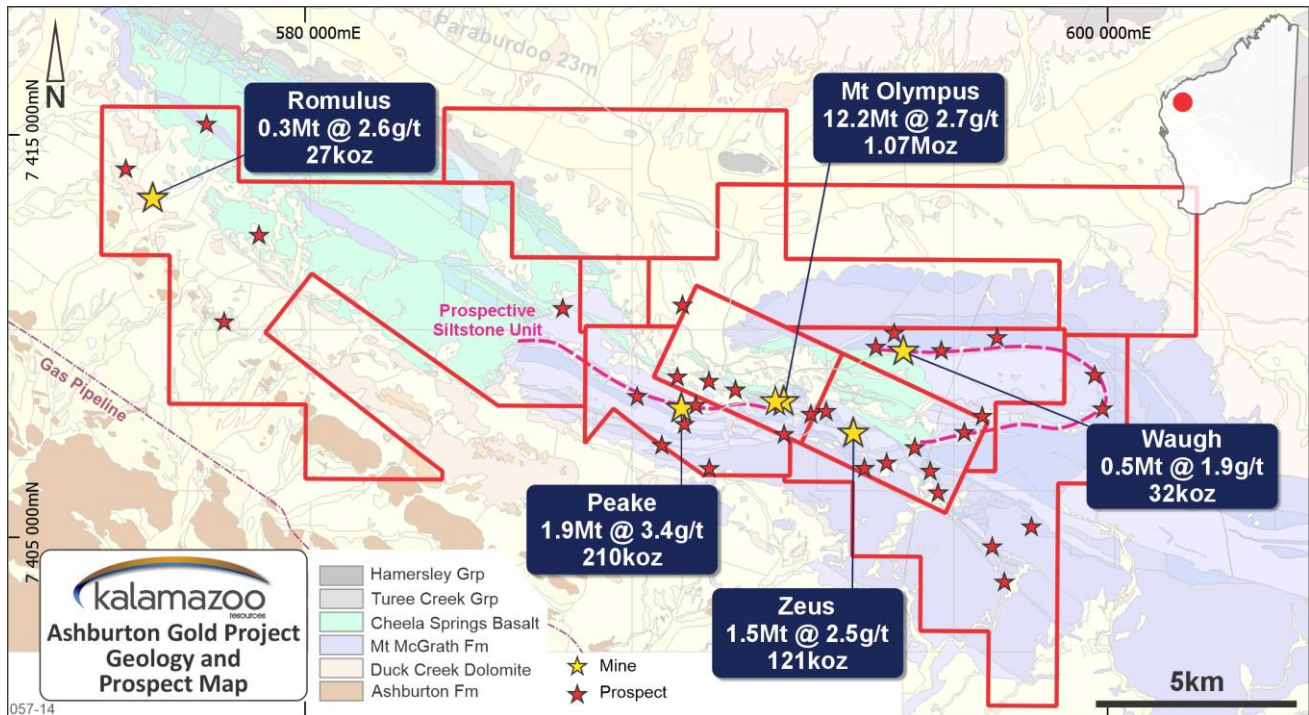 580 000mE
600 000mE
Paraburdoo 23m
N
7 415 000mN
Romulus
0.3Mt @ 2.6g/t
27koz
Mt Olympus
12.2Mt @ 2.7g/t
1.07Moz
Prospective
Siltstone Unit
Gas Pipeline
Waugh
0.5Mt @ 1.9g/t
32koz
Peake
1.9Mt @ 3.4g/t
210koz
7 405 000mN
Zeus
1.5Mt @ 2.5g/t
121koz
kalamazoo
resources
Ashburton Gold Project
Geology and
Prospect Map
Hamersley Grp
Turee Creek Grp
Cheela Springs Basalt
Mt McGrath Fm
Duck Creek Dolomite
Ashburton Fm
Mine
Prospect
5km
057-14